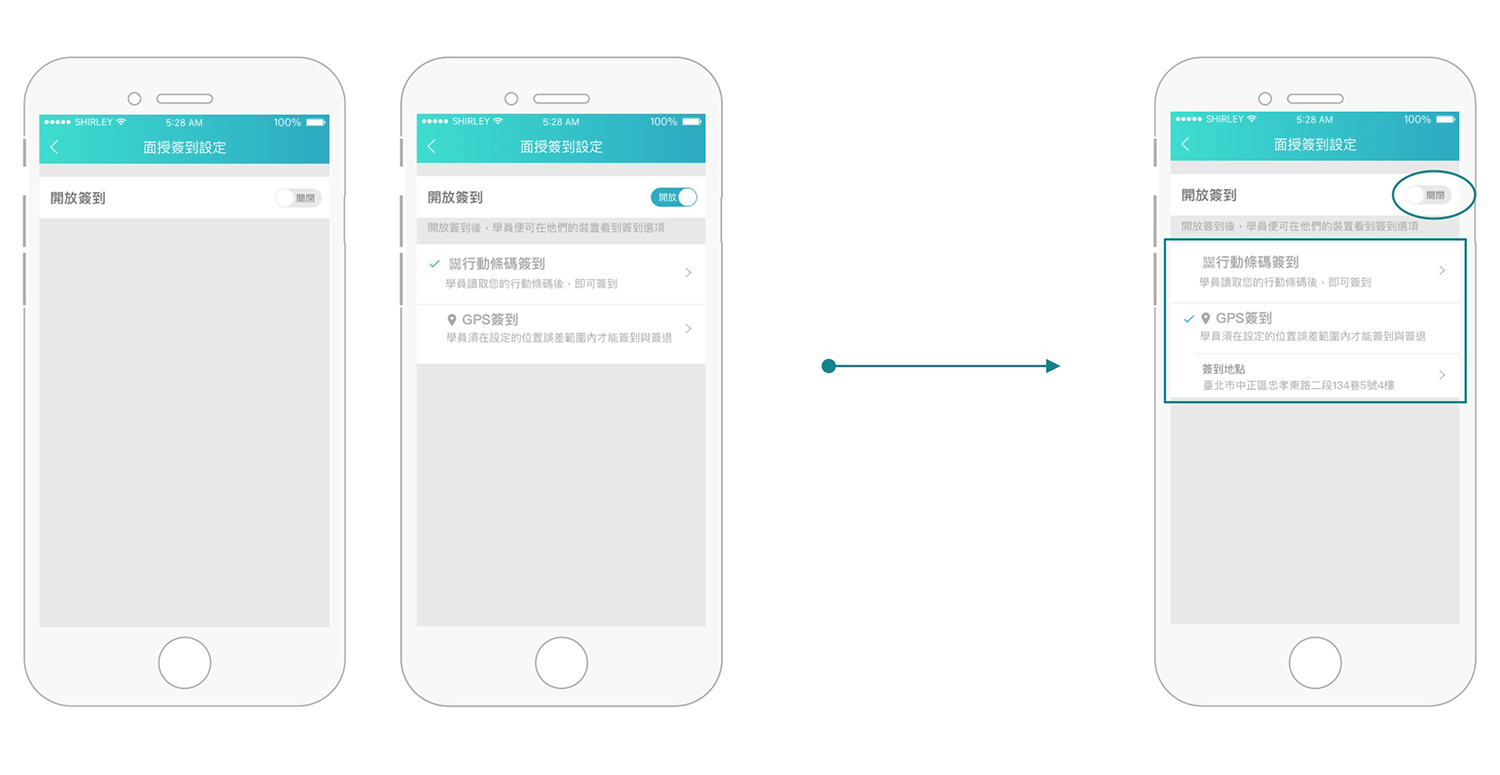 SHIRLEY 5:28 AM 100%
面授簽到設定
開放簽到 關閉
SHIRLEY 5:28 AM 100%
面授簽到設定
開放簽到 開放
開放簽到後，學員便可在他們的裝置看到簽到選項
行動條碼簽到
學員讀取您的行動條碼後，即可簽到
GPS簽到
學員須在設定的位置誤差範圍內才能簽到與簽退
SHIRLEY 5:28 AM 100%
面授簽到設定
開放簽到 關閉
開放簽到後，學員便可在他們的裝置看到簽到選項
行動條碼簽到
學員讀取您的行動條碼後，即可簽到
GPS簽到
學員須在設定的位置誤差範圍內才能簽到與簽退
簽到地點
臺北市中正區忠孝東路二段134巷5號4樓